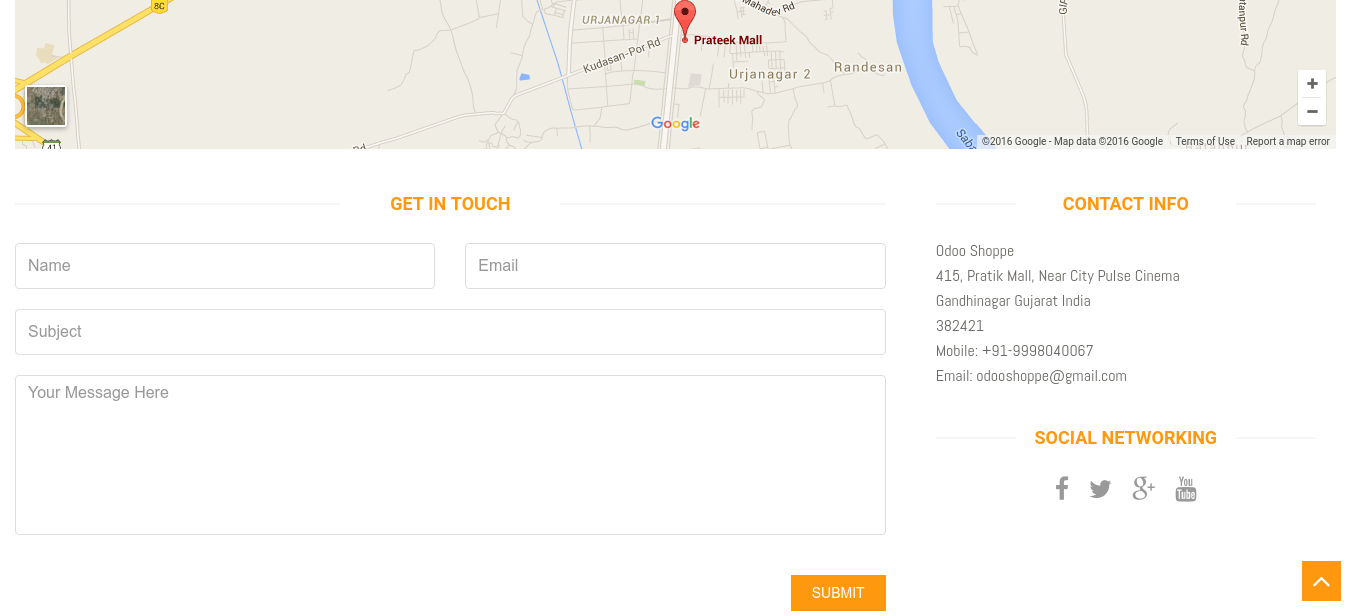 8C
URJANAGAR 1
Mahadev Rd
Prateek Mall
Kudasan-Por Rd
Urjanagar 2
Randesan
Google
41
Rd
©2016 Google - Map data ©2016 Google
Terms of Use
Report a map error
GET IN TOUCH
Name
Email
Subject
Your Message Here
SUBMIT
CONTACT INFO
Odoo Shoppe
415, Pratik Mall, Near City Pulse Cinema
Gandhinagar Gujarat India
382421
Mobile: +91-9998040067
Email: odooshoppe@gmail.com
SOCIAL NETWORKING
f
g+
You
Tube